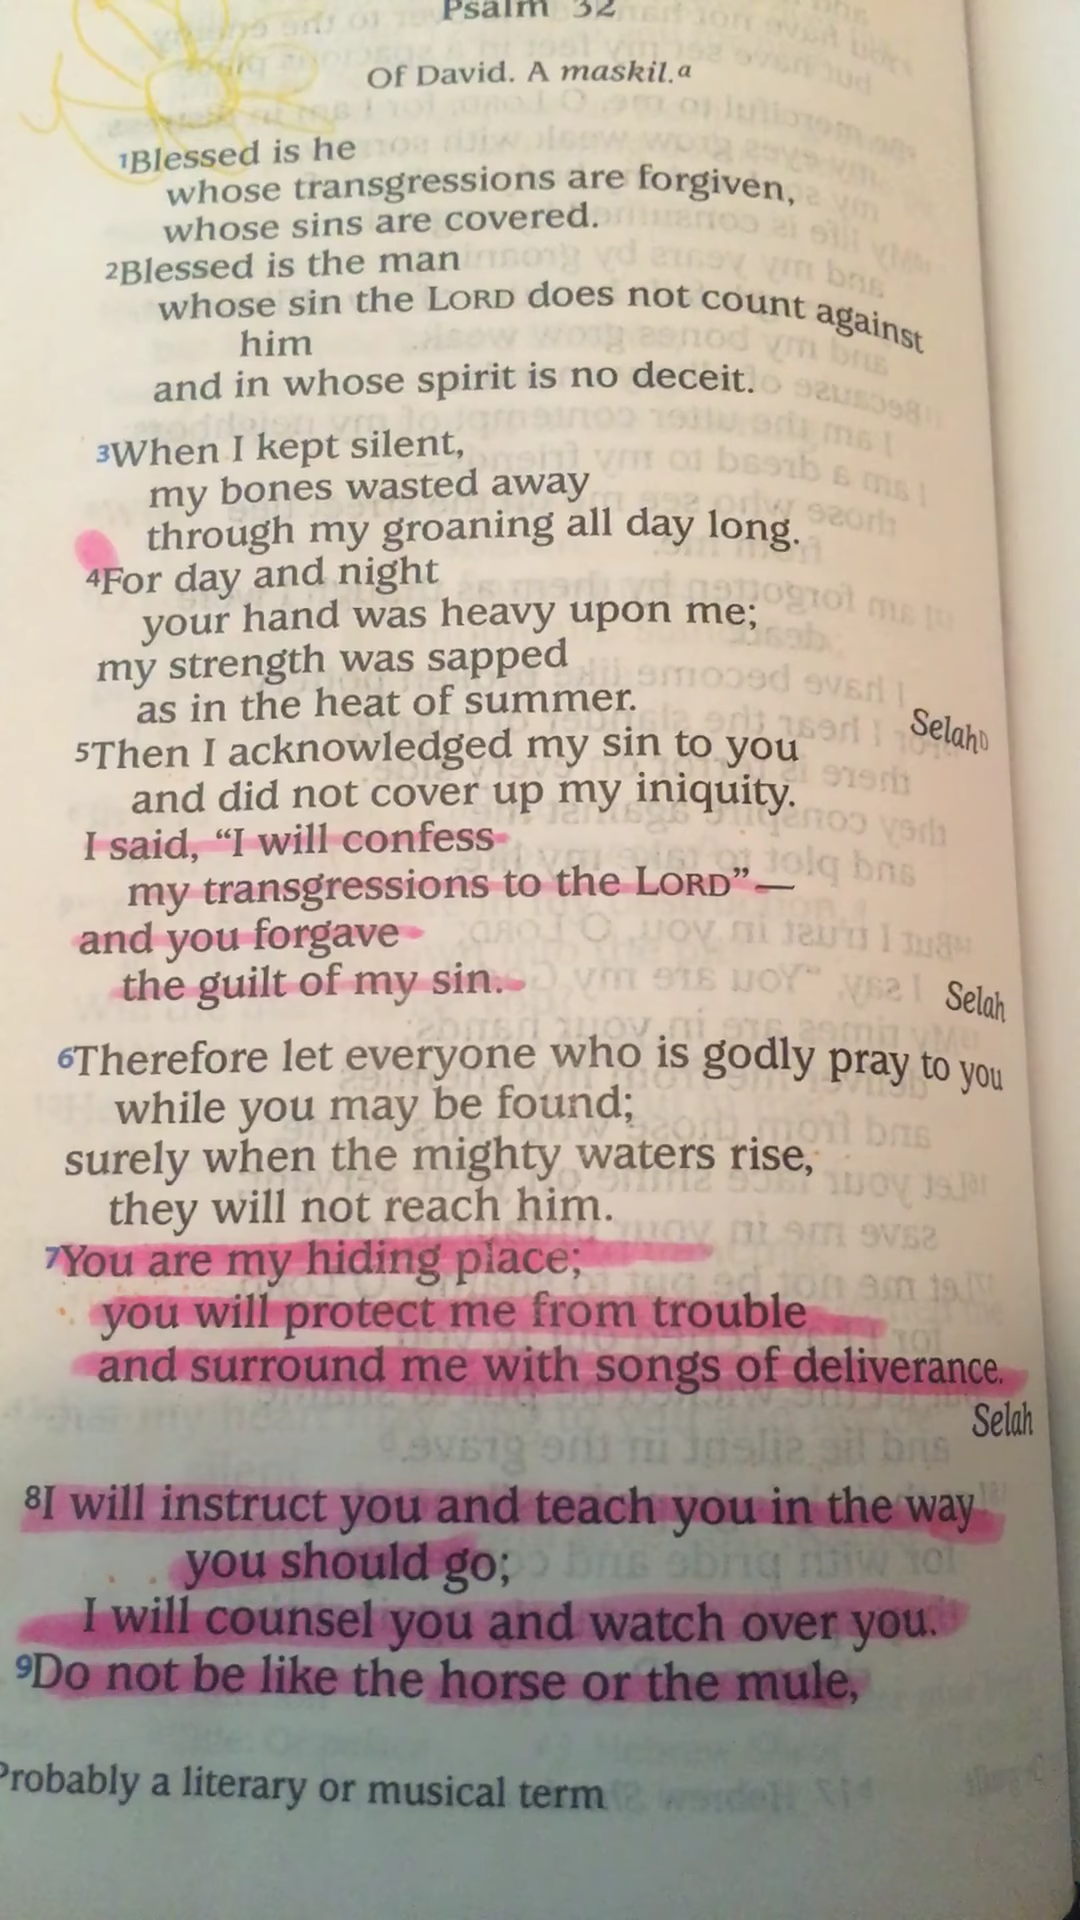 Psalm 32
Of David. A maskil.a
1Blessed is he
whose transgressions are forgiven,
whose sins are covered.
2Blessed is the man
whose sin the LORD does not count against
him
and in whose spirit is no deceit.
3When I kept silent,
my bones wasted away
through my groaning all day long.
4For day and night
your hand was heavy upon me;
my strength was sapped
as in the heat of summer.
Selahb
5Then I acknowledged my sin to you
and did not cover up my iniquity.
I said, “I will confess
my transgressions to the LORD”—
and you forgave
the guilt of my sin.
Selah
6Therefore let everyone who is godly pray to you
while you may be found;
surely when the mighty waters rise,
they will not reach him.
7You are my hiding place;
you will protect me from trouble
and surround me with songs of deliverance.
Selah
8I will instruct you and teach you in the way
you should go;
I will counsel you and watch over you.
9Do not be like the horse or the mule,
Probably a literary or musical term